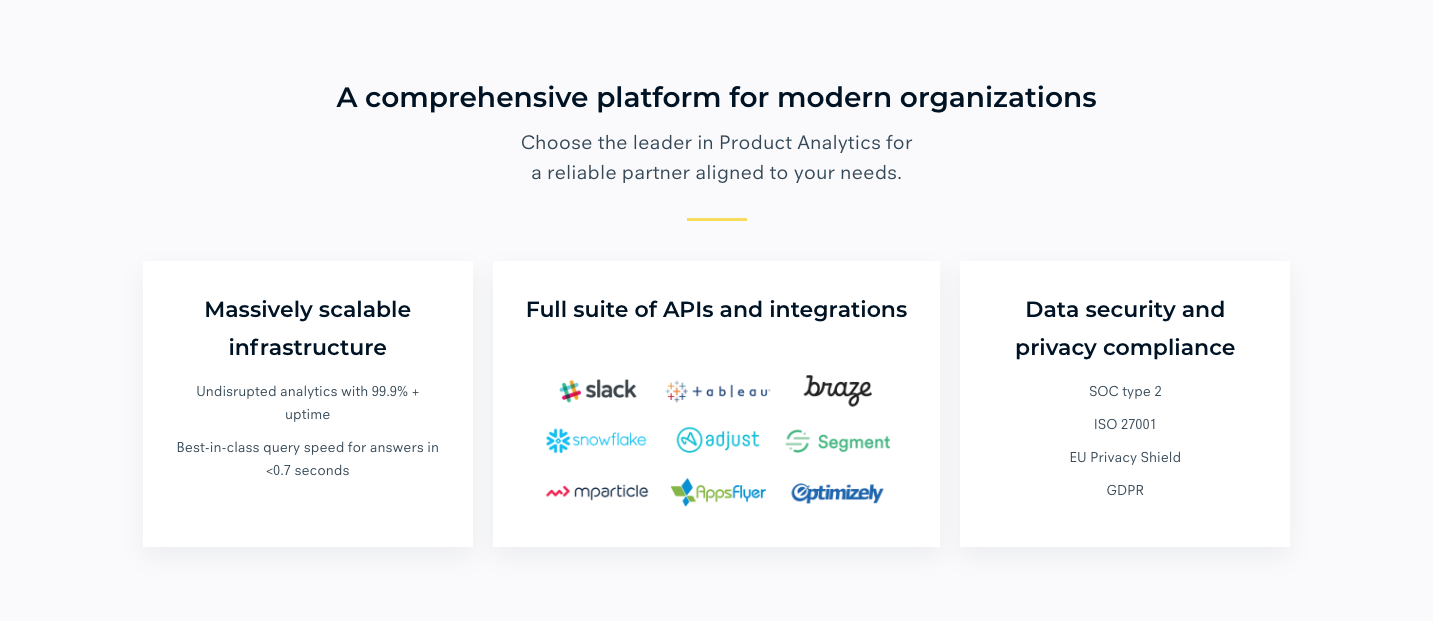 A comprehensive platform for modern organizations
Choose the leader in Product Analytics for
a reliable partner aligned to your needs.
Massively scalable
infrastructure
Undisrupted analytics with 99.9% +
uptime
Best-in-class query speed for answers in
<0.7 seconds
Full suite of APIs and integrations
slack
+ableau
braze
snowflake
adjust
Segment
mparticle
AppsFlyer
Optimizely
Data security and
privacy compliance
SOC type 2
ISO 27001
EU Privacy Shield
GDPR